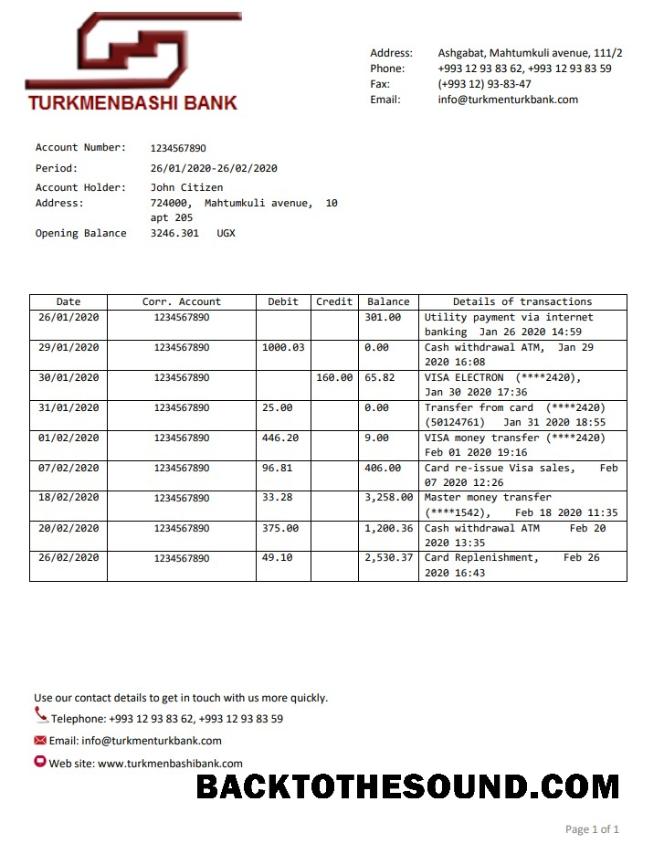 TURKMENBASHI BANK
Address: Ashgabat, Mahtumkuli avenue, 111/2
Phone: +993 12 93 83 62, +993 12 93 83 59
Fax: (+993 12) 93-83-47
Email: info@turkmenturkbank.com
Account Number: 1234567890
Period: 26/01/2020-26/02/2020
Account Holder: John Citizen
Address: 724000, Mahtumkuli avenue, 10
apt 205
Opening Balance 3246.301 UGX
Date Corr. Account Debit Credit Balance Details of transactions
26/01/2020 1234567890 301.00 Utility payment via internet
banking Jan 26 2020 14:59
29/01/2020 1234567890 1000.03 0.00 Cash withdrawal ATM, Jan 29
2020 16:08
30/01/2020 1234567890 160.00 65.82 VISA ELECTRON (****2420),
Jan 30 2020 17:36
31/01/2020 1234567890 25.00 0.00 Transfer from card (****2420)
(50124761) Jan 31 2020 18:55
01/02/2020 1234567890 446.20 9.00 VISA money transfer (****2420)
Feb 01 2020 19:16
07/02/2020 1234567890 96.81 406.00 Card re-issue Visa sales, Feb
07 2020 12:26
18/02/2020 1234567890 33.28 3,258.00 Master money transfer
(****1542), Feb 18 2020 11:35
20/02/2020 1234567890 375.00 1,200.36 Cash withdrawal ATM Feb 20
2020 13:35
26/02/2020 1234567890 49.10 2,530.37 Card Replenishment, Feb 26
2020 16:43
Use our contact details to get in touch with us more quickly.
Telephone: +993 12 93 83 62, +993 12 93 83 59
Email: info@turkmenturkbank.com
Web site: www.turkmenbashibank.com
BACKTOTHESOUND.COM
Page 1 of 1